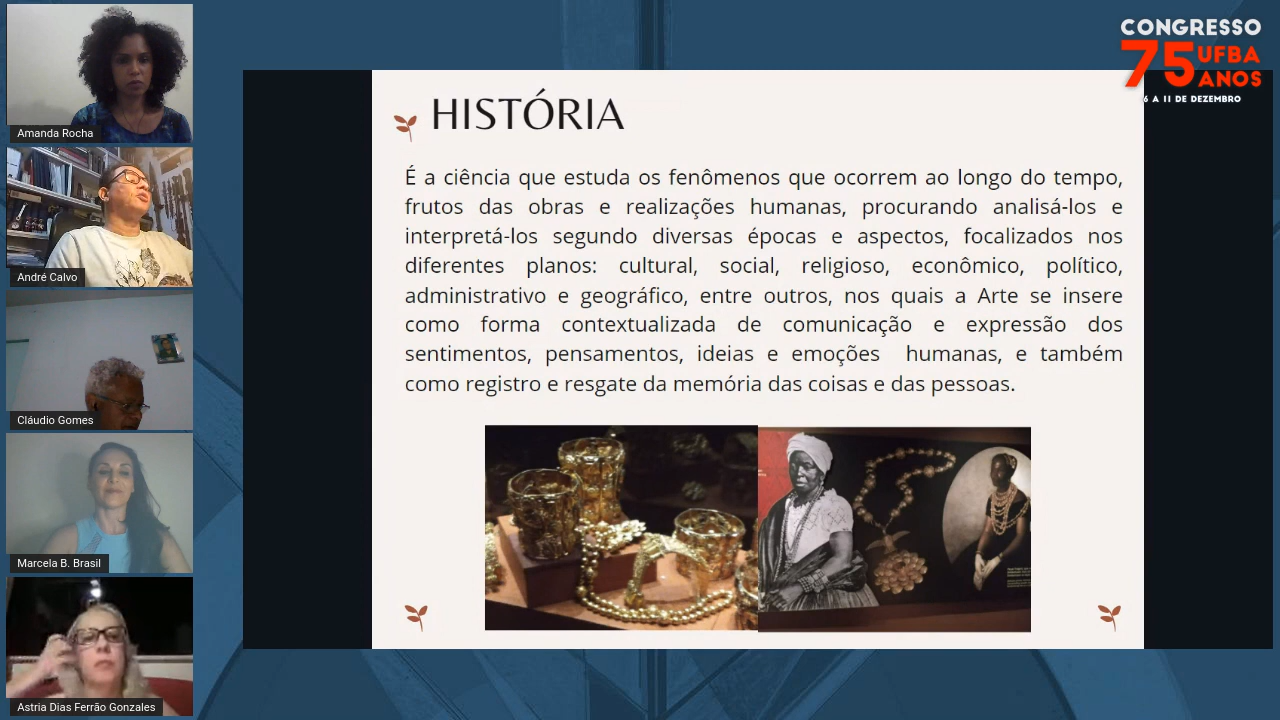 Amanda Rocha
André Calvo
Cláudio Gomes
Marcela B. Brasil
Astria Dias Ferrão Gonzales
CONGRESSO
75 UFBA
ANOS
6 A 11 DE DEZEMBRO
HISTÓRIA
É a ciência que estuda os fenômenos que ocorrem ao longo do tempo,
frutos das obras e realizações humanas, procurando analisá-los e
interpretá-los segundo diversas épocas e aspectos, focalizados nos
diferentes planos: cultural, social, religioso, econômico, político,
administrativo e geográfico, entre outros, nos quais a Arte se insere
como forma contextualizada de comunicação e expressão dos
sentimentos, pensamentos, ideias e emoções humanas, e também
como registro e resgate da memória das coisas e das pessoas.